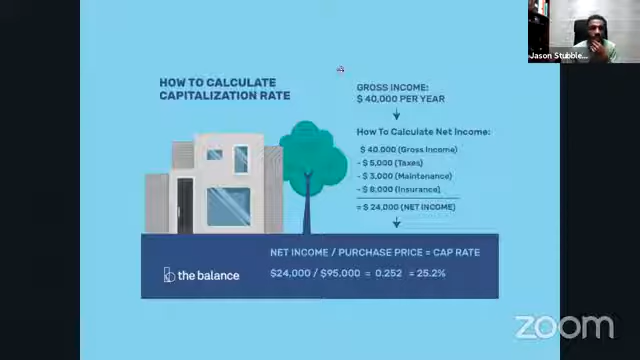 Jason Stubble...
HOW TO CALCULATE
CAPITALIZATION RATE
GROSS INCOME:
$ 40,000 PER YEAR
How To Calculate Net Income:
$ 40,000 (Gross Income)
- $ 5,000 (Taxes)
- $ 3,000 (Maintenance)
- $ 8,000 (Insurance)
= $ 24,000 (NET INCOME)
NET INCOME / PURCHASE PRICE = CAP RATE
$24,000 / $95,000 = 0.252 = 25.2%
b the balance
zoom